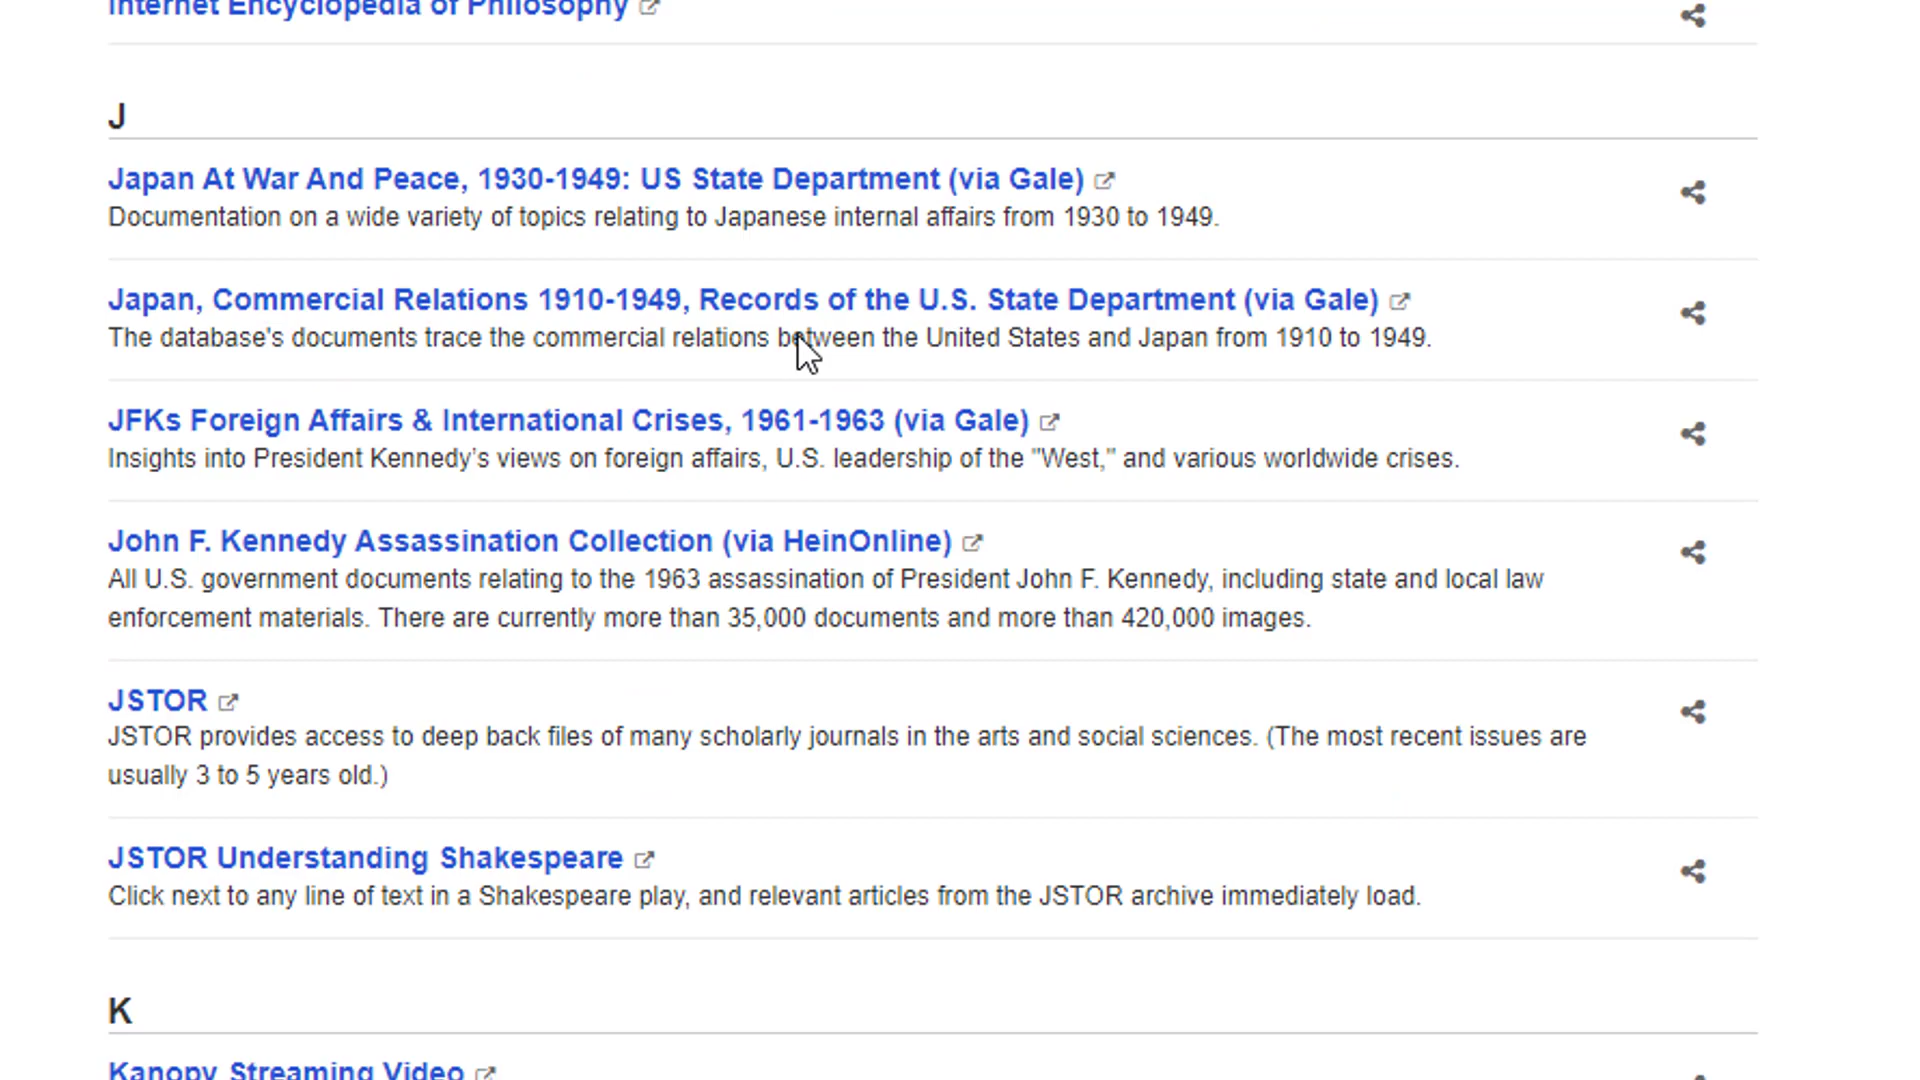 Internet Encyclopedia of Philosophy
J
Japan At War And Peace, 1930-1949: US State Department (via Gale)
Documentation on a wide variety of topics relating to Japanese internal affairs from 1930 to 1949.
Japan, Commercial Relations 1910-1949, Records of the U.S. State Department (via Gale)
The database's documents trace the commercial relations between the United States and Japan from 1910 to 1949.
JFKs Foreign Affairs & International Crises, 1961-1963 (via Gale)
Insights into President Kennedy's views on foreign affairs, U.S. leadership of the "West," and various worldwide crises.
John F. Kennedy Assassination Collection (via HeinOnline)
All U.S. government documents relating to the 1963 assassination of President John F. Kennedy, including state and local law
enforcement materials. There are currently more than 35,000 documents and more than 420,000 images.
JSTOR
JSTOR provides access to deep back files of many scholarly journals in the arts and social sciences. (The most recent issues are
usually 3 to 5 years old.)
JSTOR Understanding Shakespeare
Click next to any line of text in a Shakespeare play, and relevant articles from the JSTOR archive immediately load.
K
Kanopy Streaming Video